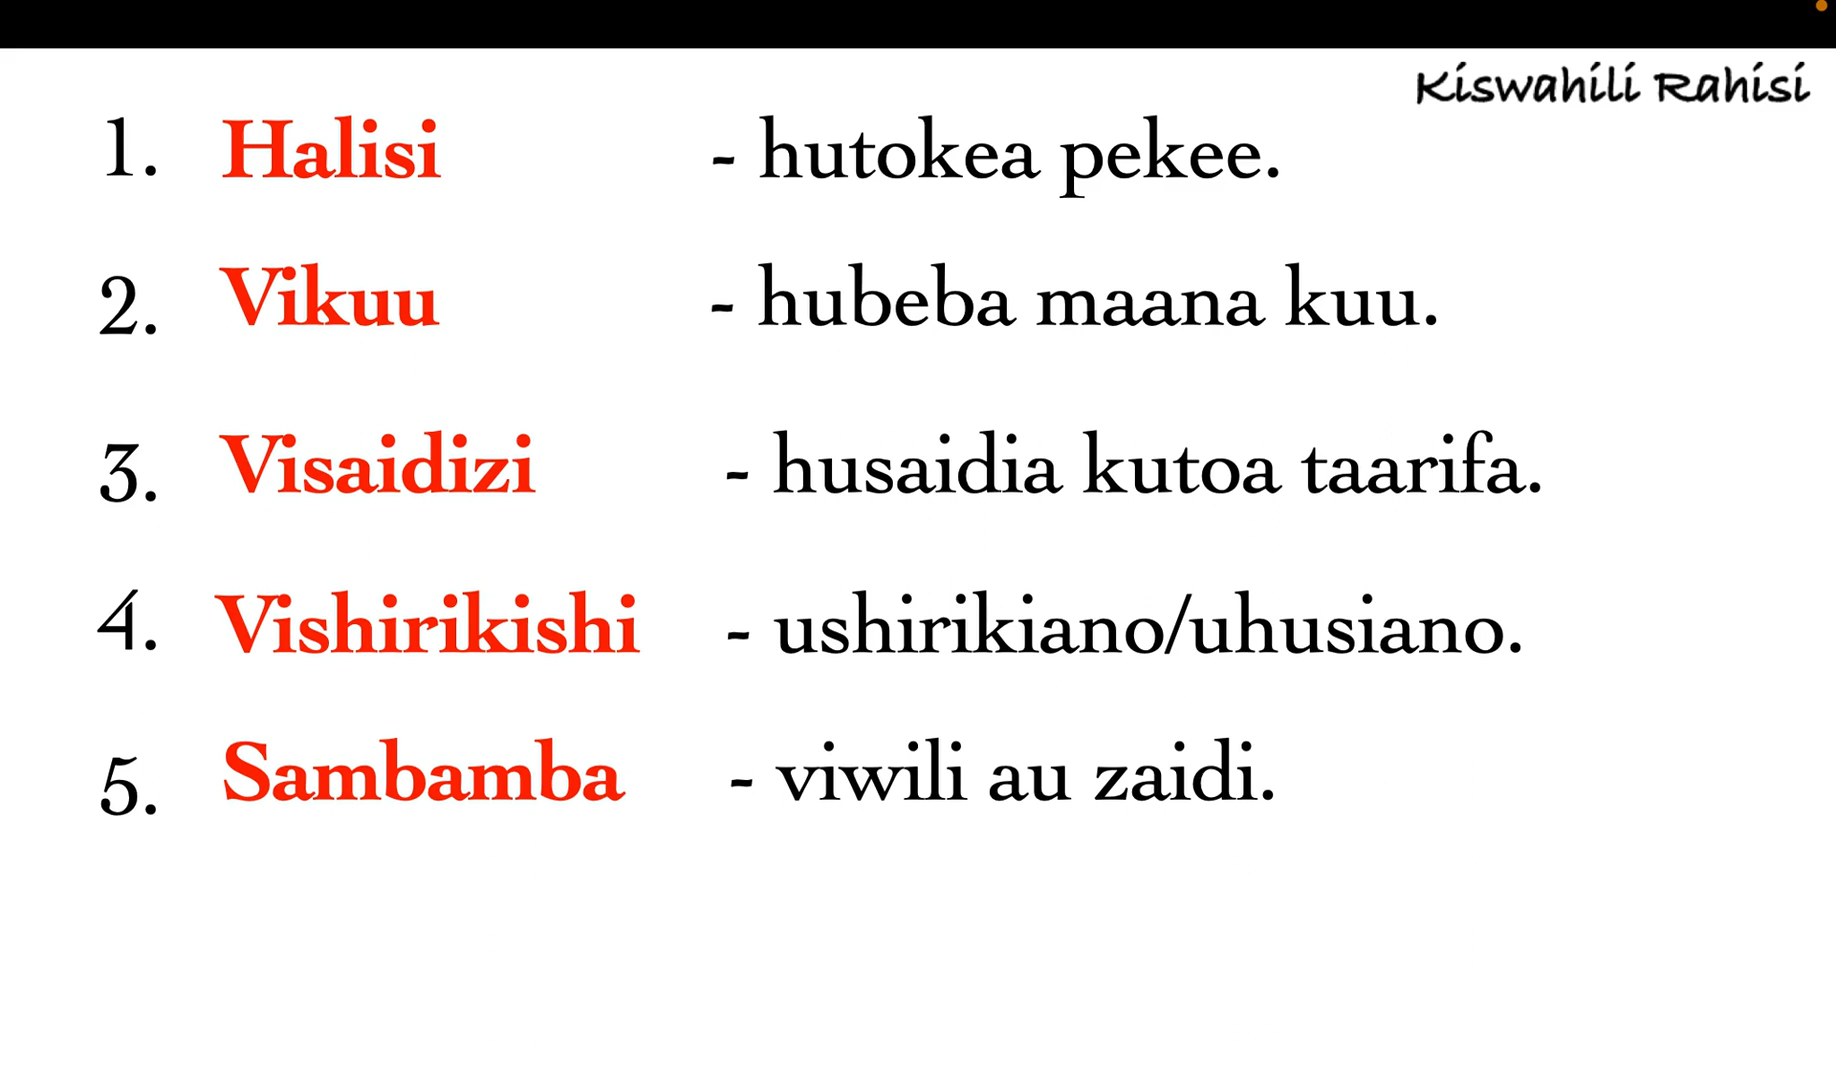 Kiswahili Rahisi
1. Halisi - hutokea pekee.
2. Vikuu - hubeba maana kuu.
3. Visaidizi - husaidia kutoa taarifa.
4. Vishirikishi - ushirikiano/uhusiano.
5. Sambamba - viwili au zaidi.